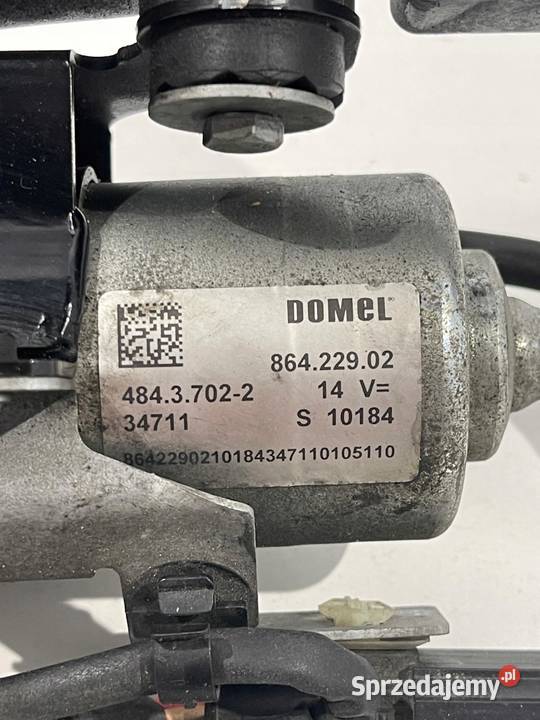 DOMEL
864.229.02
484.3.702-2 14 V=
34711 S 10184
864229021018434711010511​0
Sprzedajemy.pl